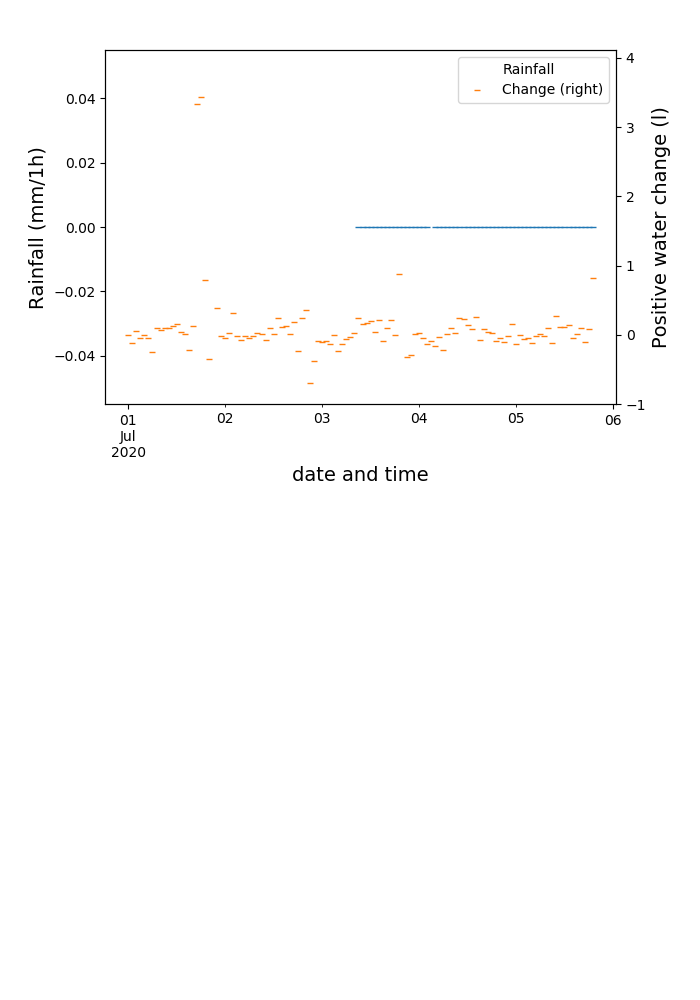 Rainfall
Change (right)
0.04
0.02
0.00
−0.02
−0.04
Rainfall (mm/1h)
4
3
2
1
0
−1
Positive water change (l)
01 02 03 04 05 06
Jul
2020
date and time